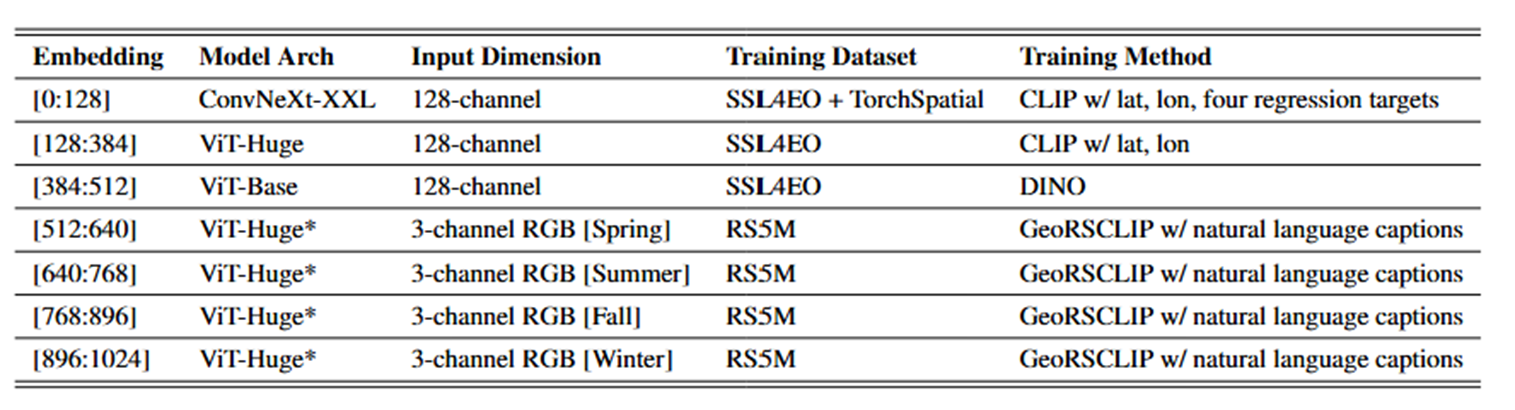 Embedding Model Arch Input Dimension Training Dataset Training Method
[0:128] ConvNeXt-XXL 128-channel SSL4EO + TorchSpatial CLIP w/ lat, lon, four regression targets
[128:384] ViT-Huge 128-channel SSL4EO CLIP w/ lat, lon
[384:512] ViT-Base 128-channel SSL4EO DINO
[512:640] ViT-Huge* 3-channel RGB [Spring] RS5M GeoRSCLIP w/ natural language captions
[640:768] ViT-Huge* 3-channel RGB [Summer] RS5M GeoRSCLIP w/ natural language captions
[768:896] ViT-Huge* 3-channel RGB [Fall] RS5M GeoRSCLIP w/ natural language captions
[896:1024] ViT-Huge* 3-channel RGB [Winter] RS5M GeoRSCLIP w/ natural language captions